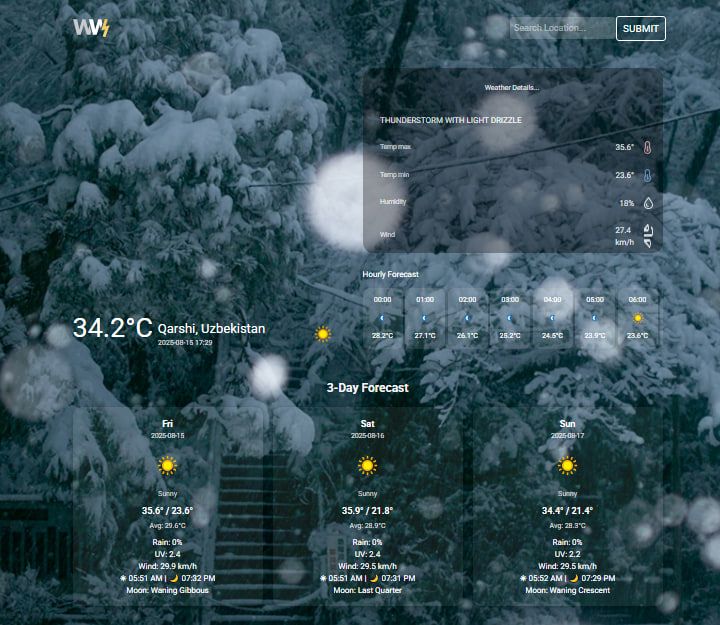 WW
Search Location...
SUBMIT
Weather Details...
THUNDERSTORM WITH LIGHT DRIZZLE
Temp max 35.6°
Temp min 23.6°
Humidity 18%
Wind 27.4 km/h
Hourly Forecast
00:00 01:00 02:00 03:00 04:00 05:00 06:00
28.2°C 27.1°C 26.1°C 25.2°C 24.5°C 23.9°C 23.6°C
34.2°C Qarshi, Uzbekistan
2025-08-15 17:29
3-Day Forecast
Fri
2025-08-15
Sunny
35.6° / 23.6°
Avg: 29.6°C
Rain: 0%
UV: 2.4
Wind: 29.9 km/h
05:51 AM | 07:32 PM
Moon: Waning Gibbous
Sat
2025-08-16
Sunny
35.9° / 21.8°
Avg: 28.9°C
Rain: 0%
UV: 2.4
Wind: 29.5 km/h
05:51 AM | 07:31 PM
Moon: Last Quarter
Sun
2025-08-17
Sunny
34.4° / 21.4°
Avg: 28.3°C
Rain: 0%
UV: 2.2
Wind: 29.5 km/h
05:52 AM | 07:29 PM
Moon: Waning Crescent